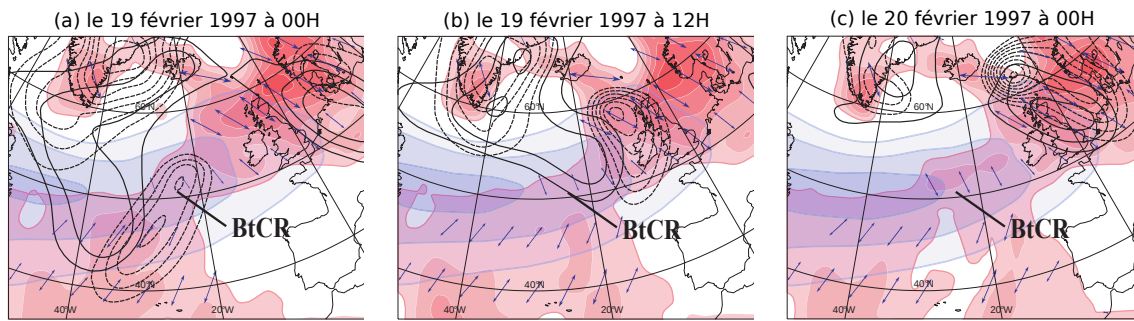 (a) le 19 février 1997 à 00H
60°N
BtCR
40°N
40°W
20°W
(b) le 19 février 1997 à 12H
60°N
BtCR
40°N
40°W
20°W
(c) le 20 février 1997 à 00H
60°N
BtCR
40°N
40°W
20°W